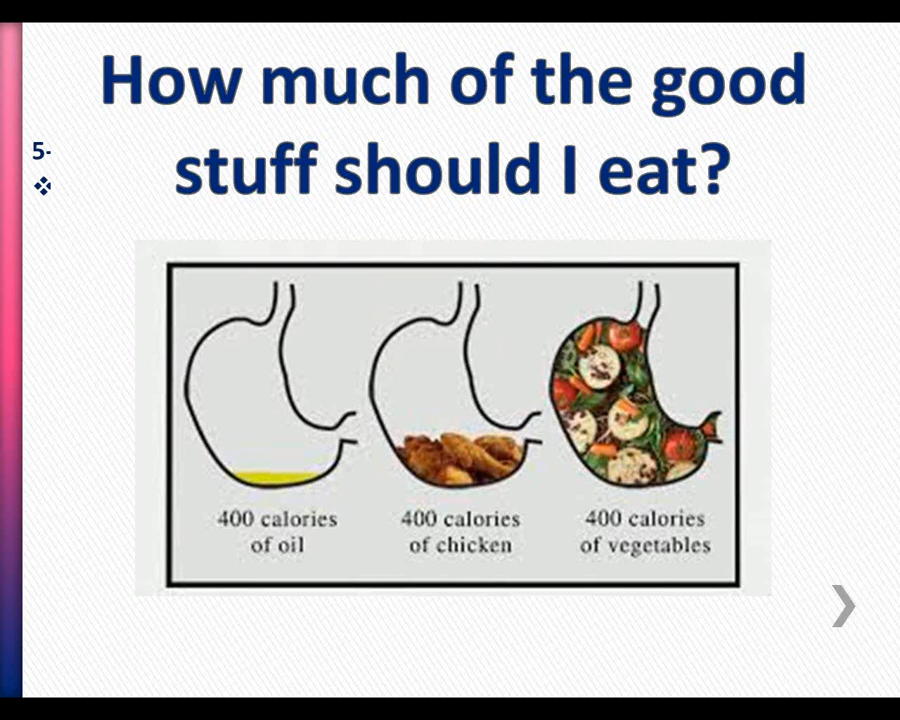 How much of the good
stuff should I eat?
5-
400 calories
of oil
400 calories
of chicken
400 calories
of vegetables